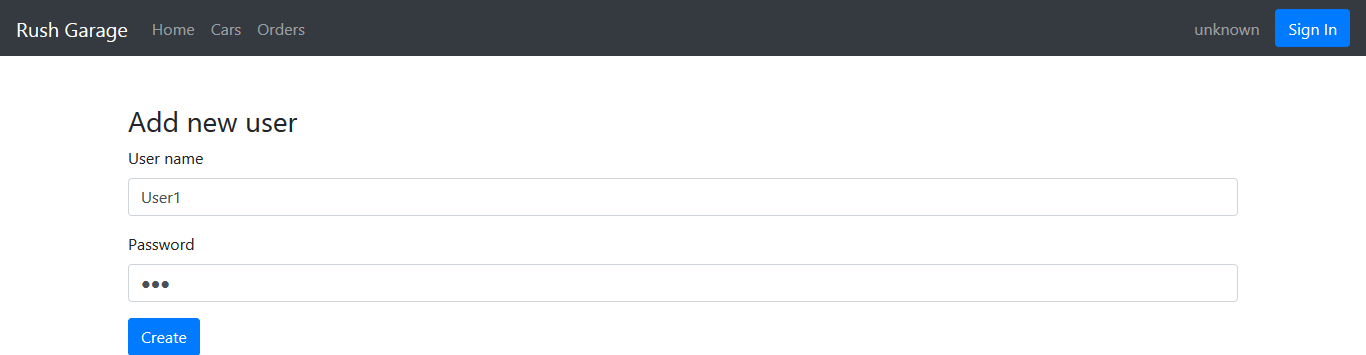 Rush Garage Home Cars Orders unknown Sign In
Add new user
User name
User1
Password
●●●
Create